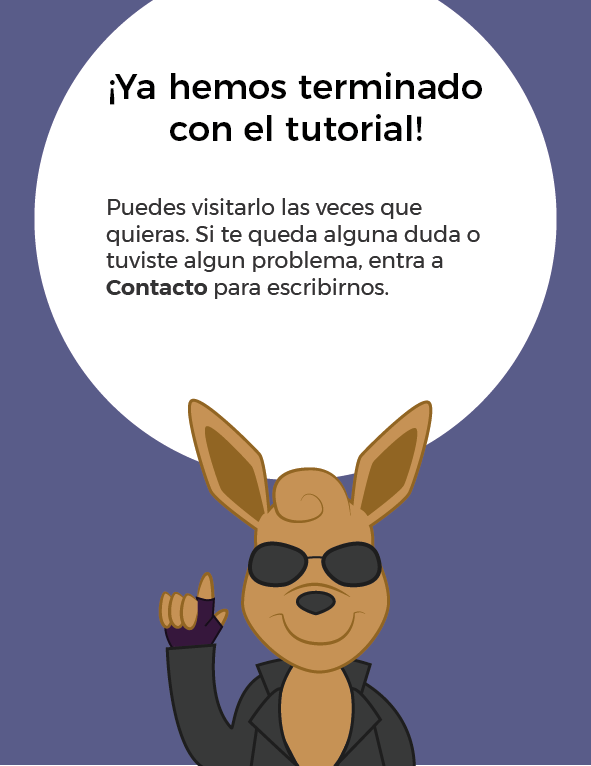 ¡Ya hemos terminado
con el tutorial!
Puedes visitarlo las veces que
quieras. Si te queda alguna duda o
tuviste algun problema, entra a
Contacto para escribirnos.